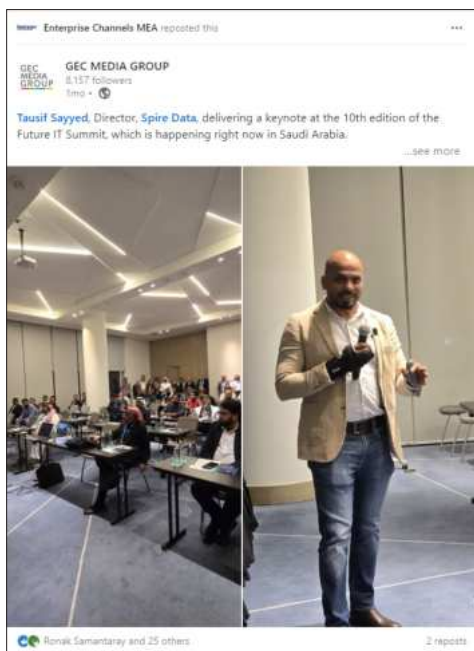 Enterprise Channels MEA reposted this
GEC
MEDIA
GROUP
GEC MEDIA GROUP
8,157 followers
1mo •
Tausif Sayyed, Director, Spire Data, delivering a keynote at the 10th edition of the
Future IT Summit, which is happening right now in Saudi Arabia.
...see more
Ronak Samantaray and 25 others
2 reposts